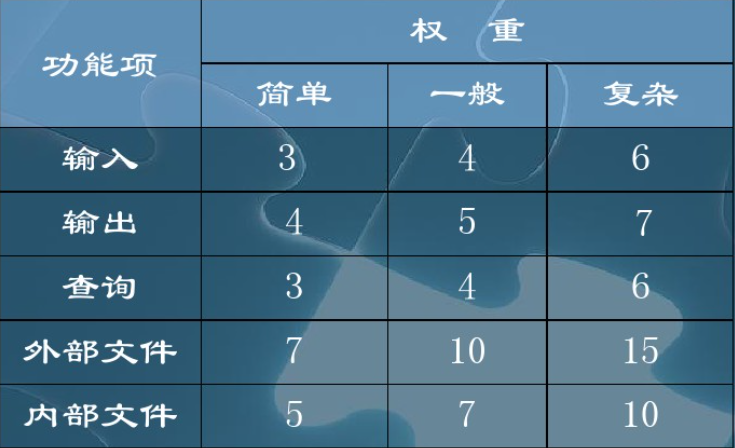 功能项 权 重
简单 一般 复杂
输入 3 4 6
输出 4 5 7
查询 3 4 6
外部文件 7 10 15
内部文件 5 7 10